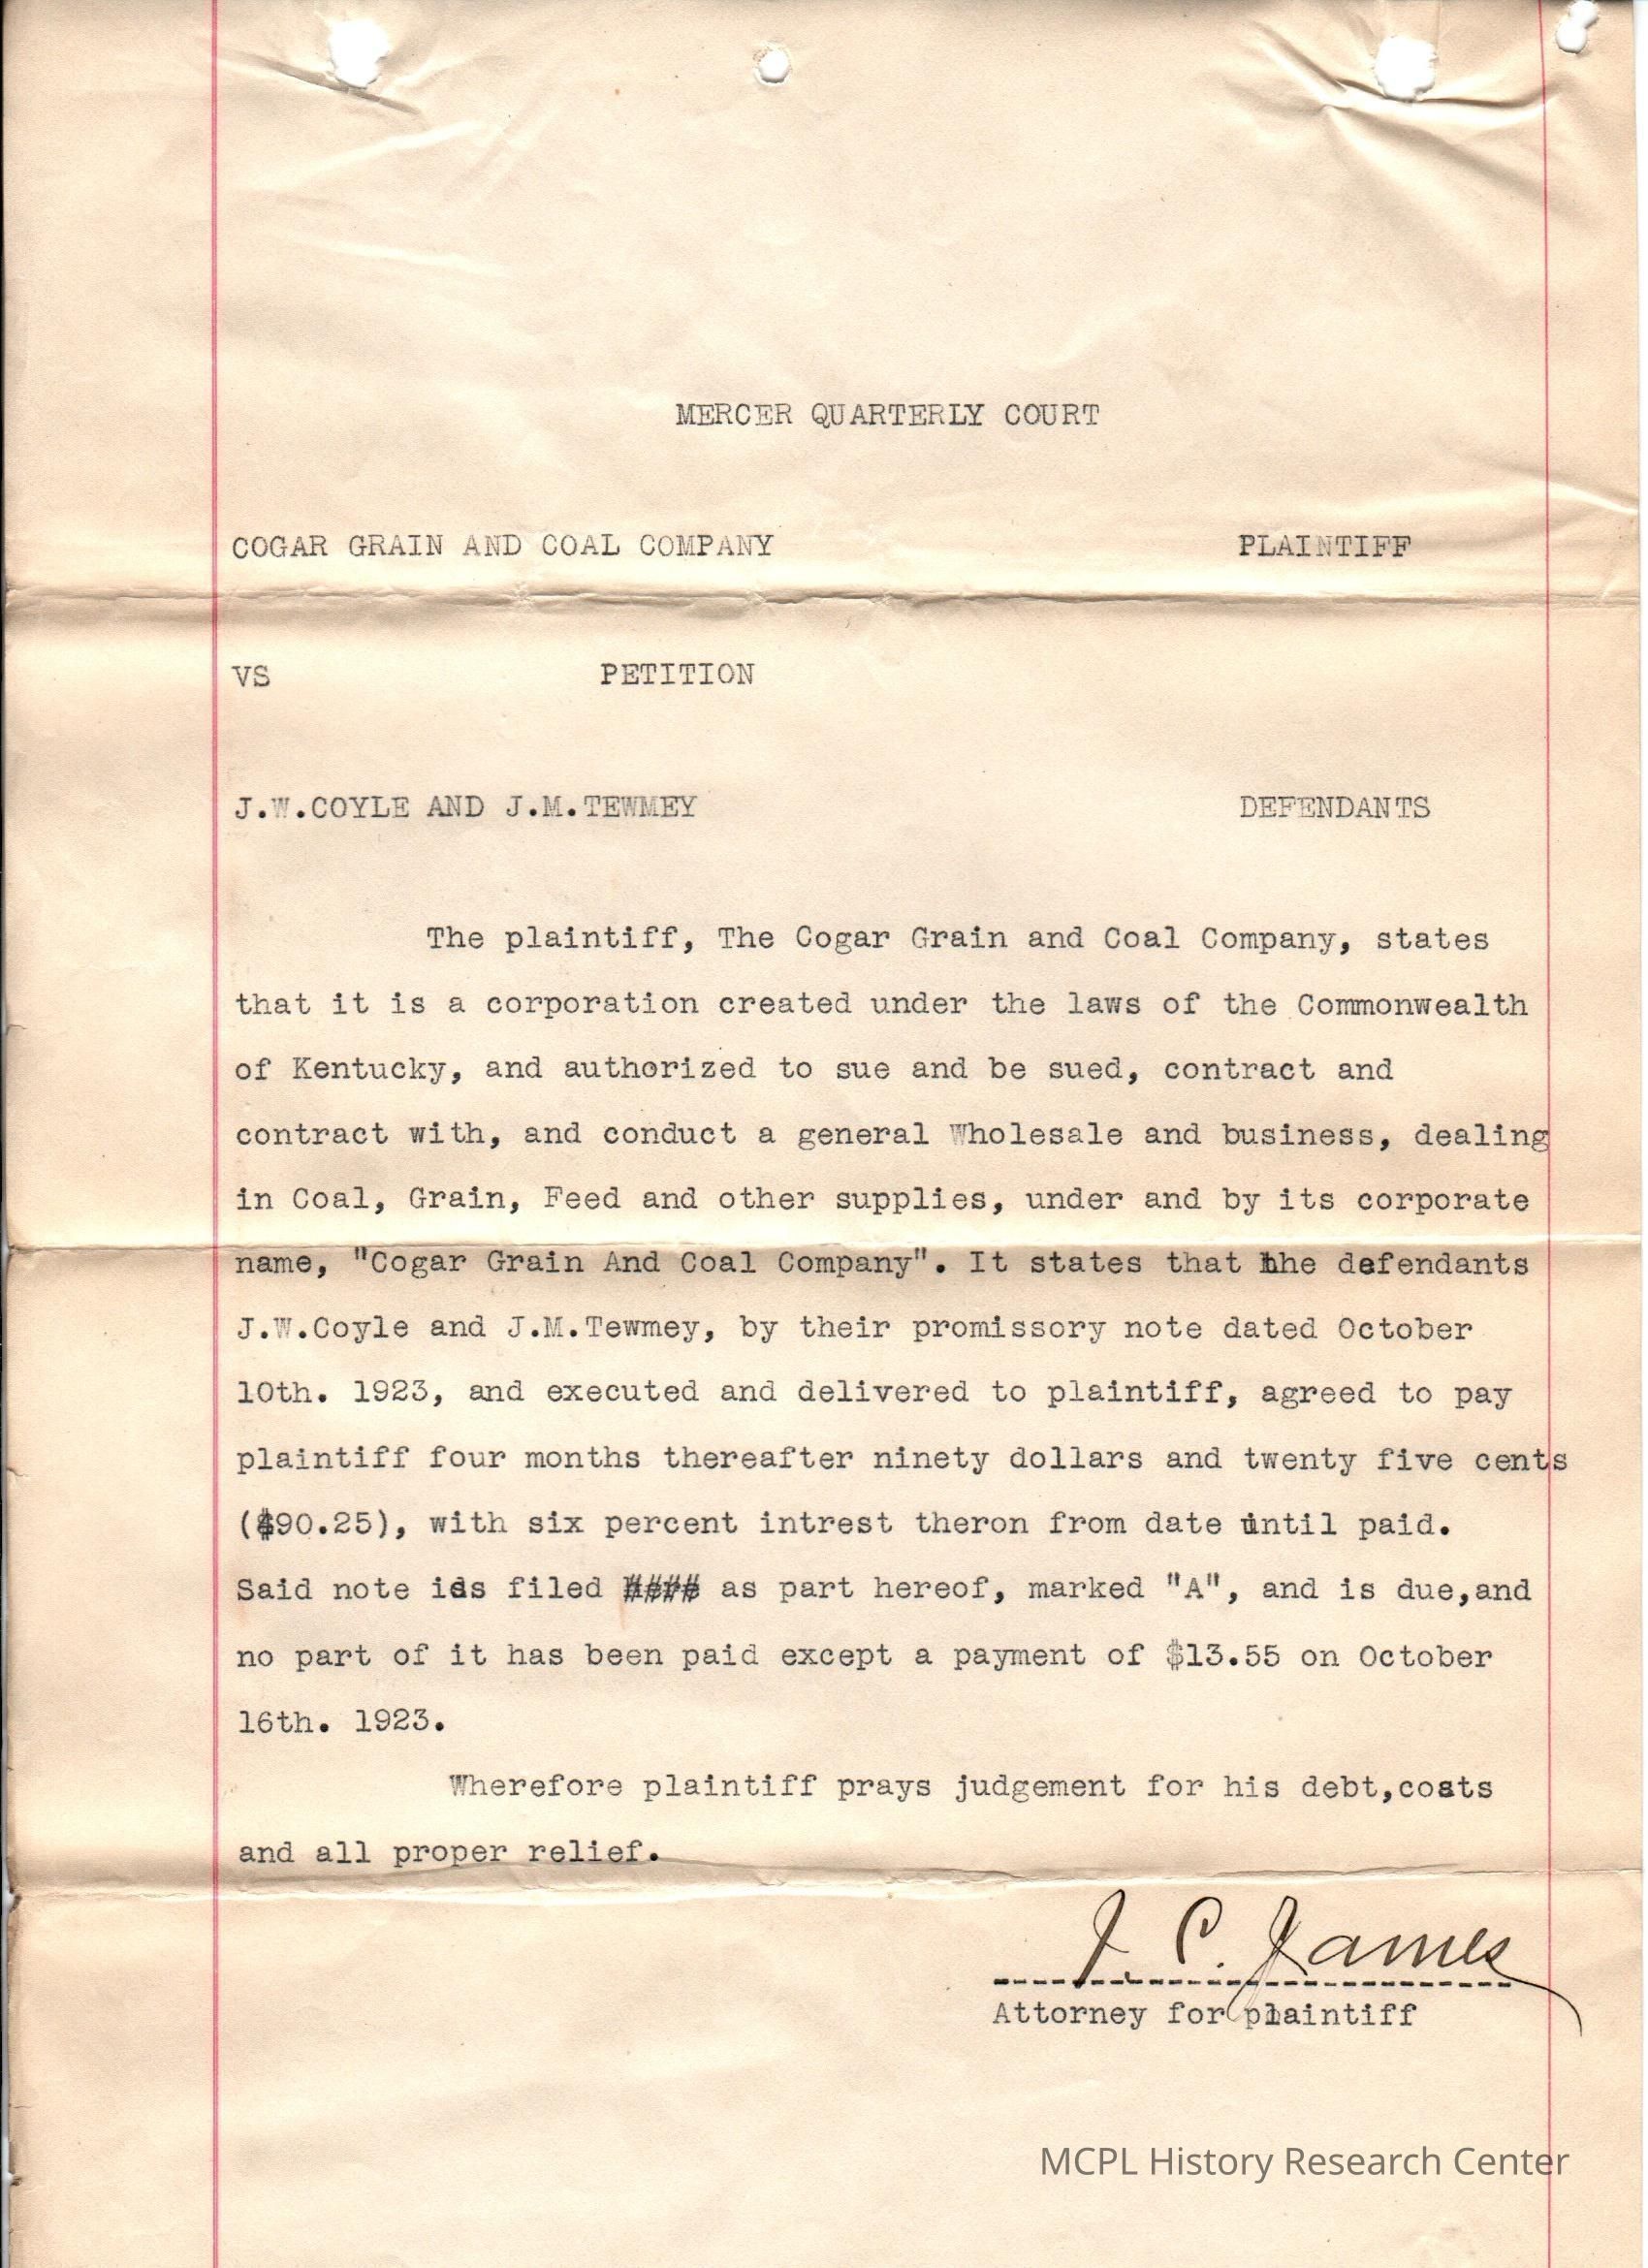 MERCER QUARTERLY COURT
COGAR GRAIN AND COAL COMPANY PLAINTIFF
VS PETITION
J.W.COYLE AND J.M.TEWMEY DEFENDANTS
The plaintiff, The Cogar Grain and Coal Company, states
that it is a corporation created under the laws of the Commonwealth
of Kentucky, and authorized to sue and be sued, contract and
contract with, and conduct a general Wholesale and business, dealing
in Coal, Grain, Feed and other supplies, under and by its corporate
name, "Cogar Grain And Coal Company". It states that the defendants
J.W.Coyle and J.M.Tewmey, by their promissory note dated October
10th. 1923, and executed and delivered to plaintiff, agreed to pay
plaintiff four months thereafter ninety dollars and twenty five cents
($90.25), with six percent intrest theron from date until paid.
Said note is filed #### as part hereof, marked "A", and is due,and
no part of it has been paid except a payment of $13.55 on October
16th. 1923.
Wherefore plaintiff prays judgement for his debt,costs
and all proper relief.
J. C. James
Attorney for plaintiff
MCPL History Research Center